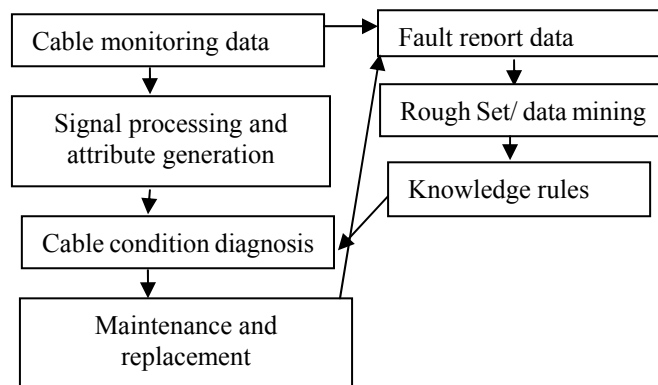 Cable monitoring data
Signal processing and
attribute generation
Cable condition diagnosis
Maintenance and
replacement
Fault report data
Rough Set/ data mining
Knowledge rules